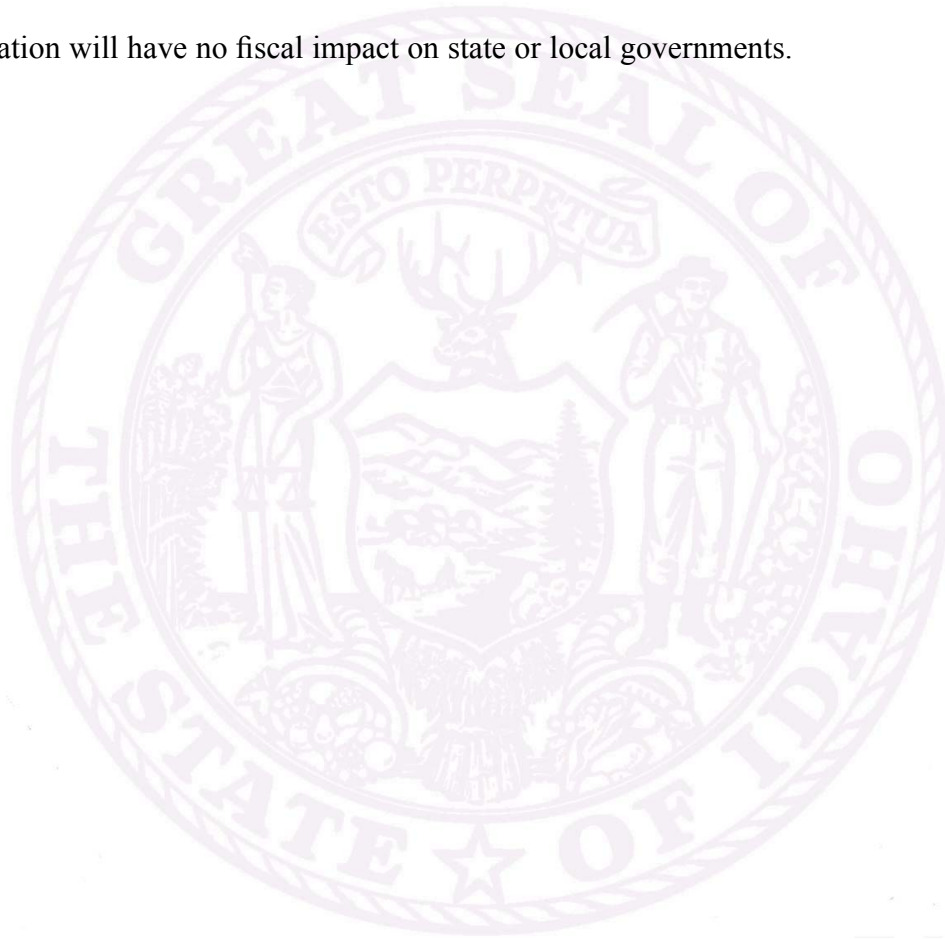 ation will have no fiscal impact on state or local governments.
GREAT SEAL OF
ESTO PERPETUA
THE STATE OF IDAHO